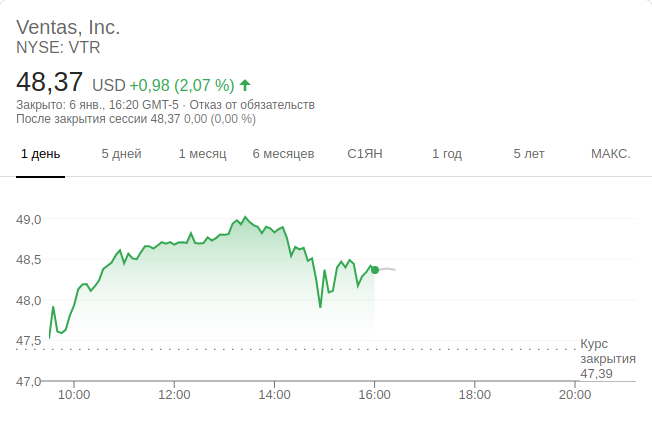 Ventas, Inc.
NYSE: VTR
48,37 USD +0,98 (2,07 %)
Закрыто: 6 янв., 16:20 GMT-5 · Отказ от обязательств
После закрытия сессии 48,37 0,00 (0,00 %)
1 день 5 дней 1 месяц 6 месяцев С1ЯН 1 год 5 лет МАКС.
49,0
48,5
48,0
47,5
Курс
закрытия
47,39
47,0
10:00 12:00 14:00 16:00 18:00 20:00